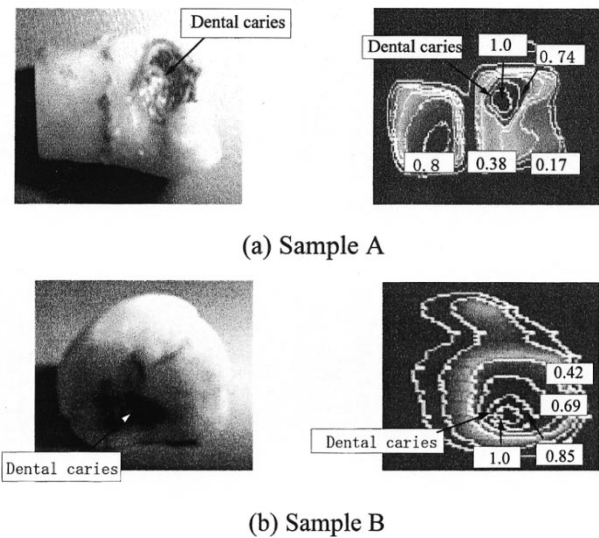 Dental caries
Dental caries
1.0
0.74
0.8
0.38
0.17
(a) Sample A
0.42
0.69
Dental caries
Dental caries
1.0
0.85
(b) Sample B